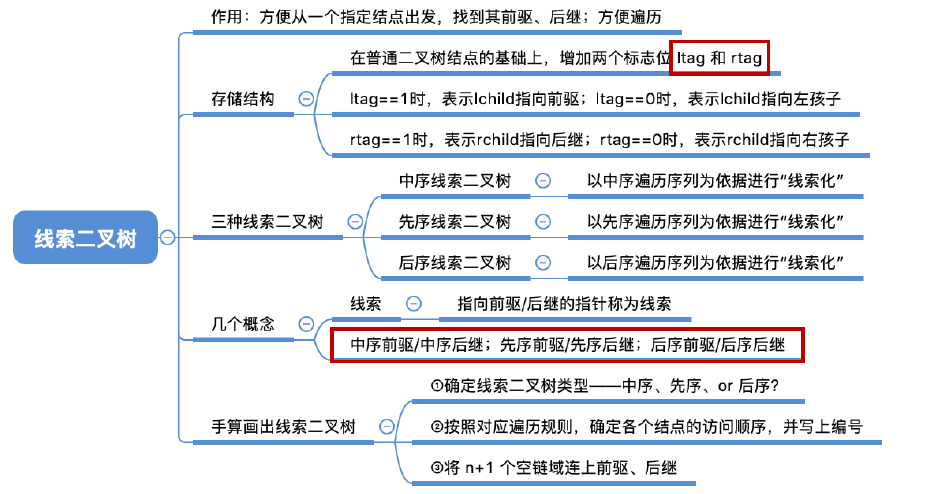 作用：方便从一个指定结点出发，找到其前驱、后继；方便遍历
在普通二叉树结点的基础上，增加两个标志位 ltag 和 rtag
存储结构
ltag==1时，表示lchild指向前驱；ltag==0时，表示lchild指向左孩子
rtag==1时，表示rchild指向后继；rtag==0时，表示rchild指向右孩子
中序线索二叉树
以中序遍历序列为依据进行“线索化”
线索二叉树
三种线索二叉树
先序线索二叉树
以先序遍历序列为依据进行“线索化”
后序线索二叉树
以后序遍历序列为依据进行“线索化”
几个概念
线索
指向前驱/后继的指针称为线索
中序前驱/中序后继；先序前驱/先序后继；后序前驱/后序后继
①确定线索二叉树类型——中序、先序、or 后序？
手算画出线索二叉树
②按照对应遍历规则，确定各个结点的访问顺序，并写上编号
③将 n+1 个空链域连上前驱、后继